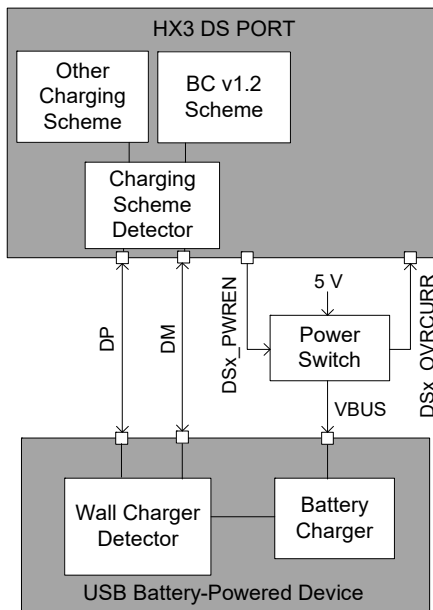 HX3 DS PORT
Other
Charging
Scheme
BC v1.2
Scheme
Charging
Scheme
Detector
DP
DM
DSx_PWREN
5 V
Power
Switch
DSx_OVRCURR
VBUS
Wall Charger
Detector
Battery
Charger
USB Battery-Powered Device